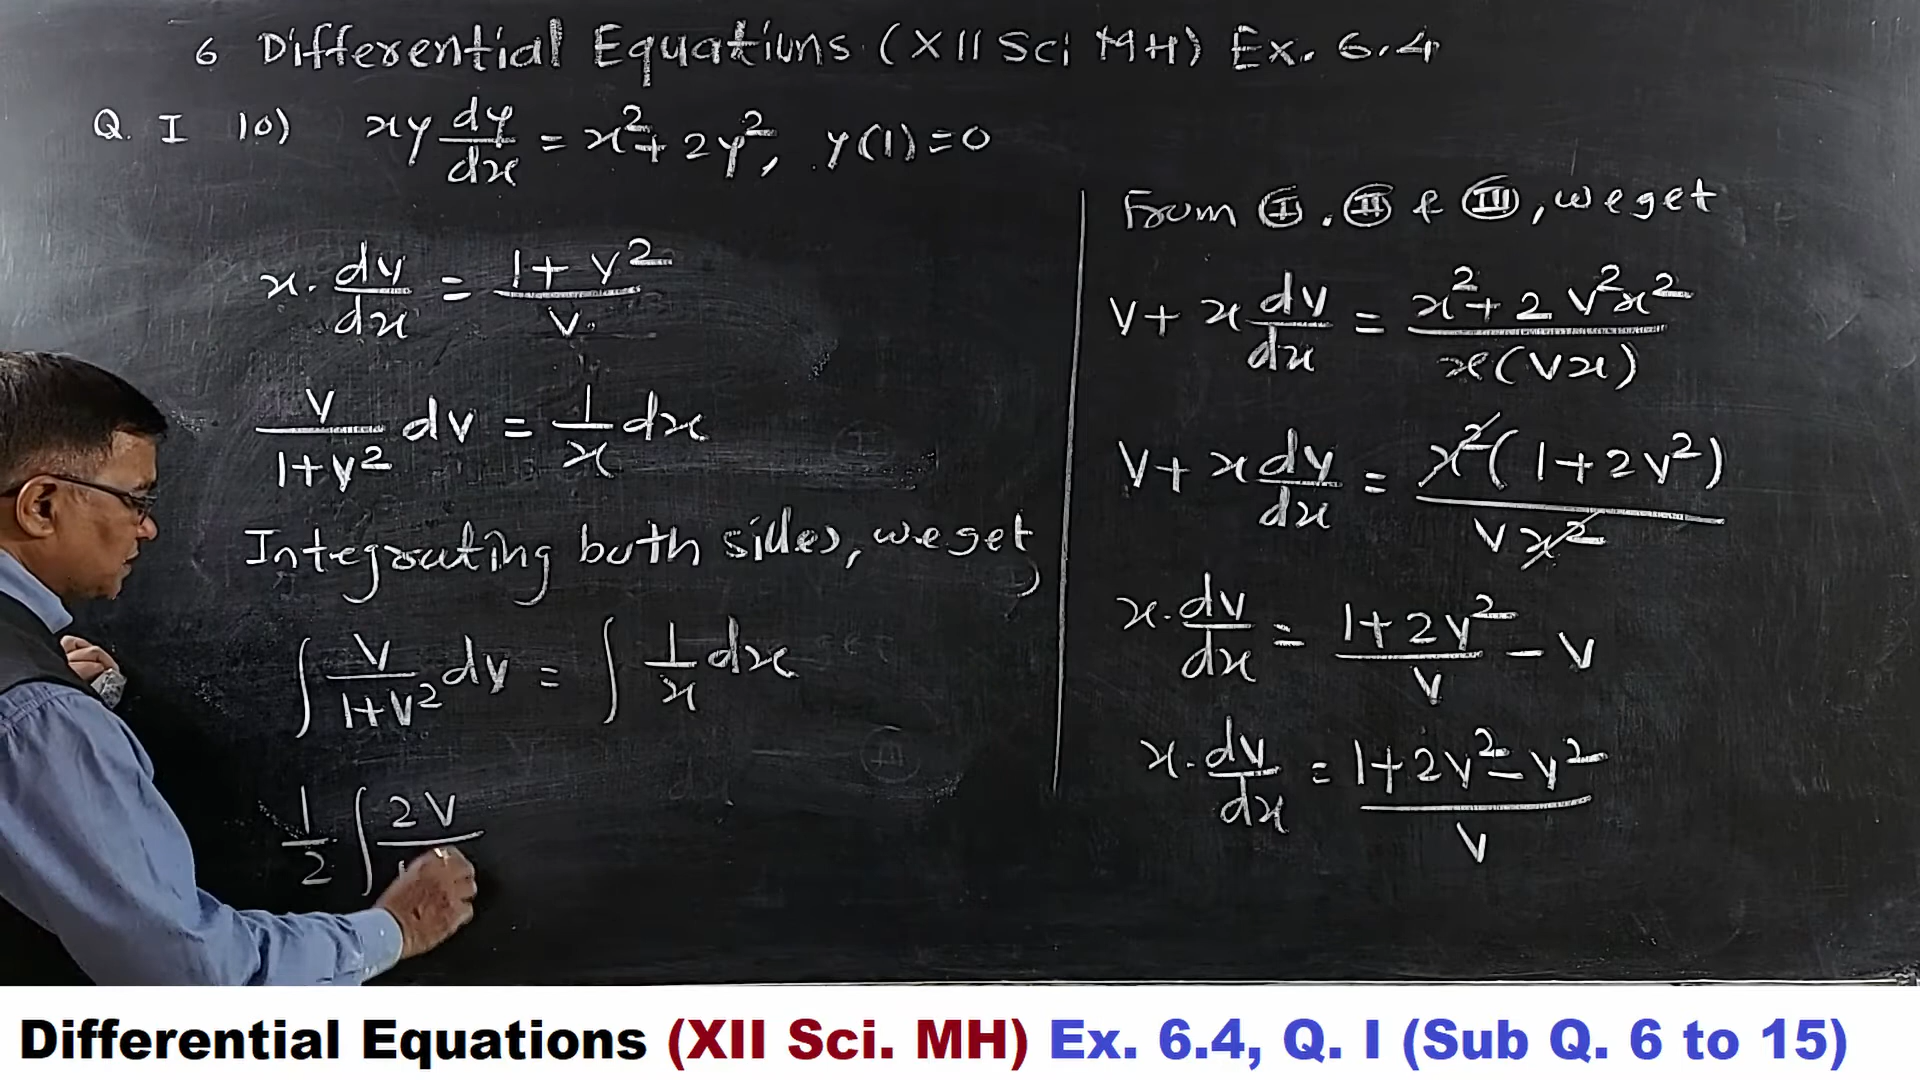 6 Differential Equations (XII Sci MH) Ex. 6.4
Q. I 10) xy dy/dx = x² + 2y², y(1) = 0
x. dv/dx = 1 + v² / v
v / 1+v² dv = 1/x dx
Integrating both sides, we get
∫ v / 1+v² dv = ∫ 1/x dx
1/2 ∫ 2v /
From Ⓘ, Ⅱ & Ⅲ, we get
v + x dv/dx = x² + 2 v²x² / x(vx)
v + x dv/dx = x²(1+2v²) / vx²
x. dv/dx = 1+2v² / v - v
x. dv/dx = 1+2v² - v² / v
Differential Equations (XII Sci. MH) Ex. 6.4, Q. I (Sub Q. 6 to 15)